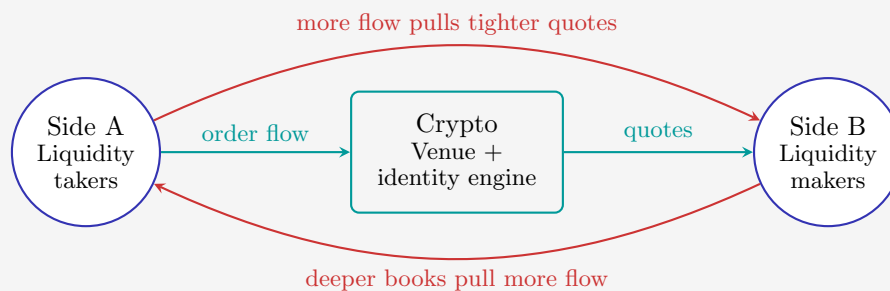 more flow pulls tighter quotes
Side A
Liquidity
takers
order flow
Crypto
Venue +
identity engine
quotes
Side B
Liquidity
makers
deeper books pull more flow